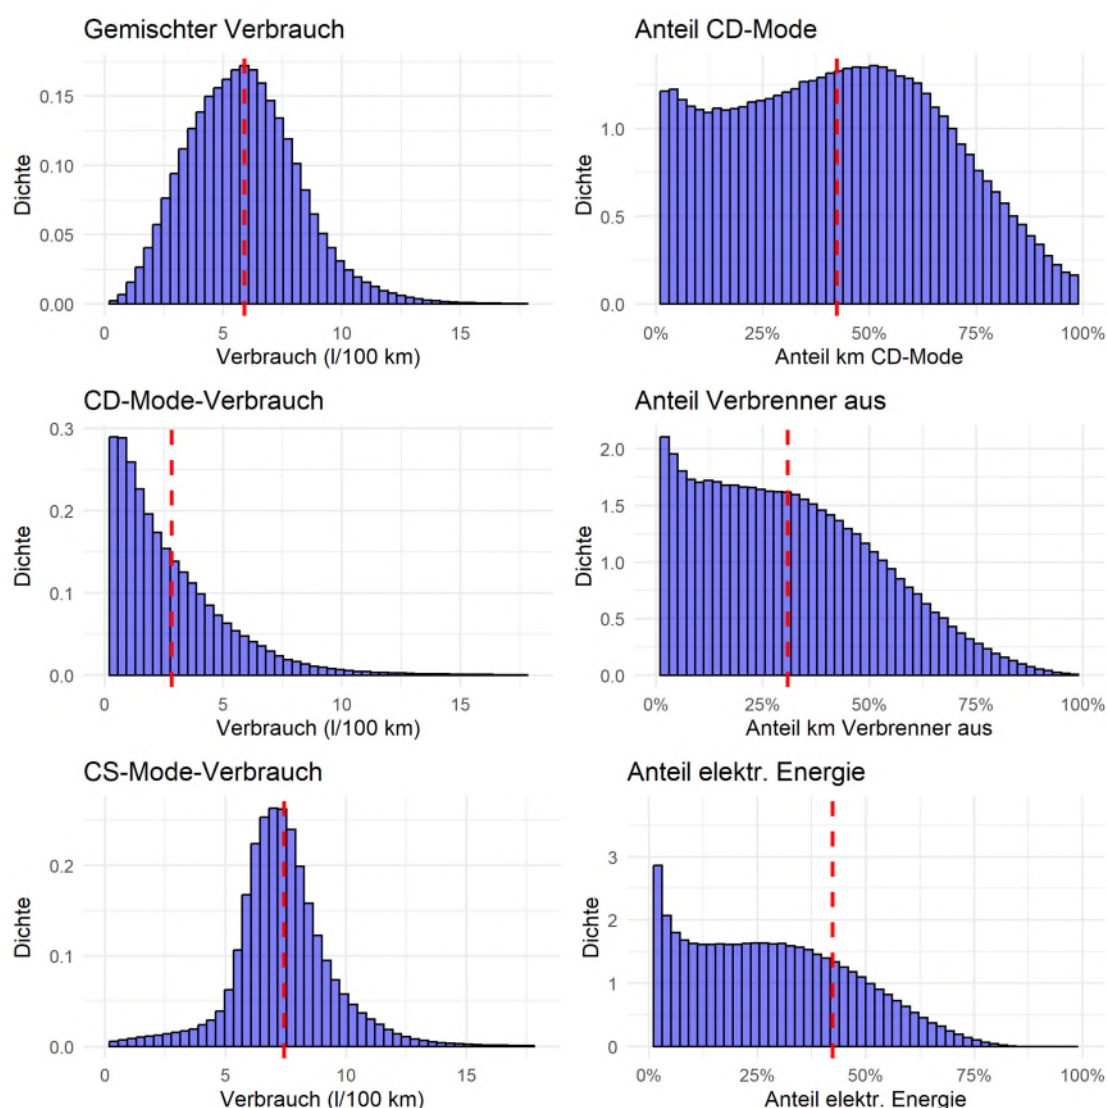 Gemischter Verbrauch
Dichte
0.15
0.10
0.05
0.00
0 5 10 15
Verbrauch (l/100 km)
Anteil CD-Mode
Dichte
1.0
0.5
0.0
0% 25% 50% 75% 100%
Anteil km CD-Mode
CD-Mode-Verbrauch
Dichte
0.3
0.2
0.1
0.0
0 5 10 15
Verbrauch (l/100 km)
Anteil Verbrenner aus
Dichte
2.0
1.5
1.0
0.5
0.0
0% 25% 50% 75% 100%
Anteil km Verbrenner aus
CS-Mode-Verbrauch
Dichte
0.2
0.1
0.0
0 5 10 15
Verbrauch (l/100 km)
Anteil elektr. Energie
Dichte
3
2
1
0
0% 25% 50% 75% 100%
Anteil elektr. Energie